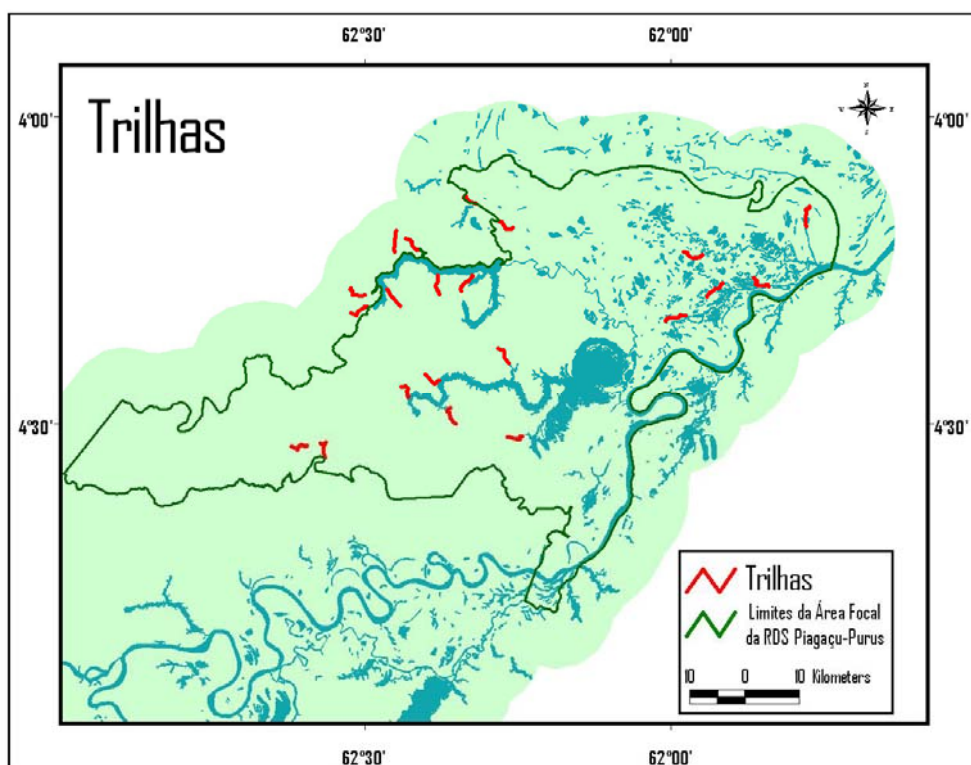 62°30' 62°00'
Trilhas
4°00' 4°00'
4°30' 4°30'
Trilhas
Limites da Área Focal
da RDS Piagaçu-Purus
10 0 10 Kilometers
62°30' 62°00'